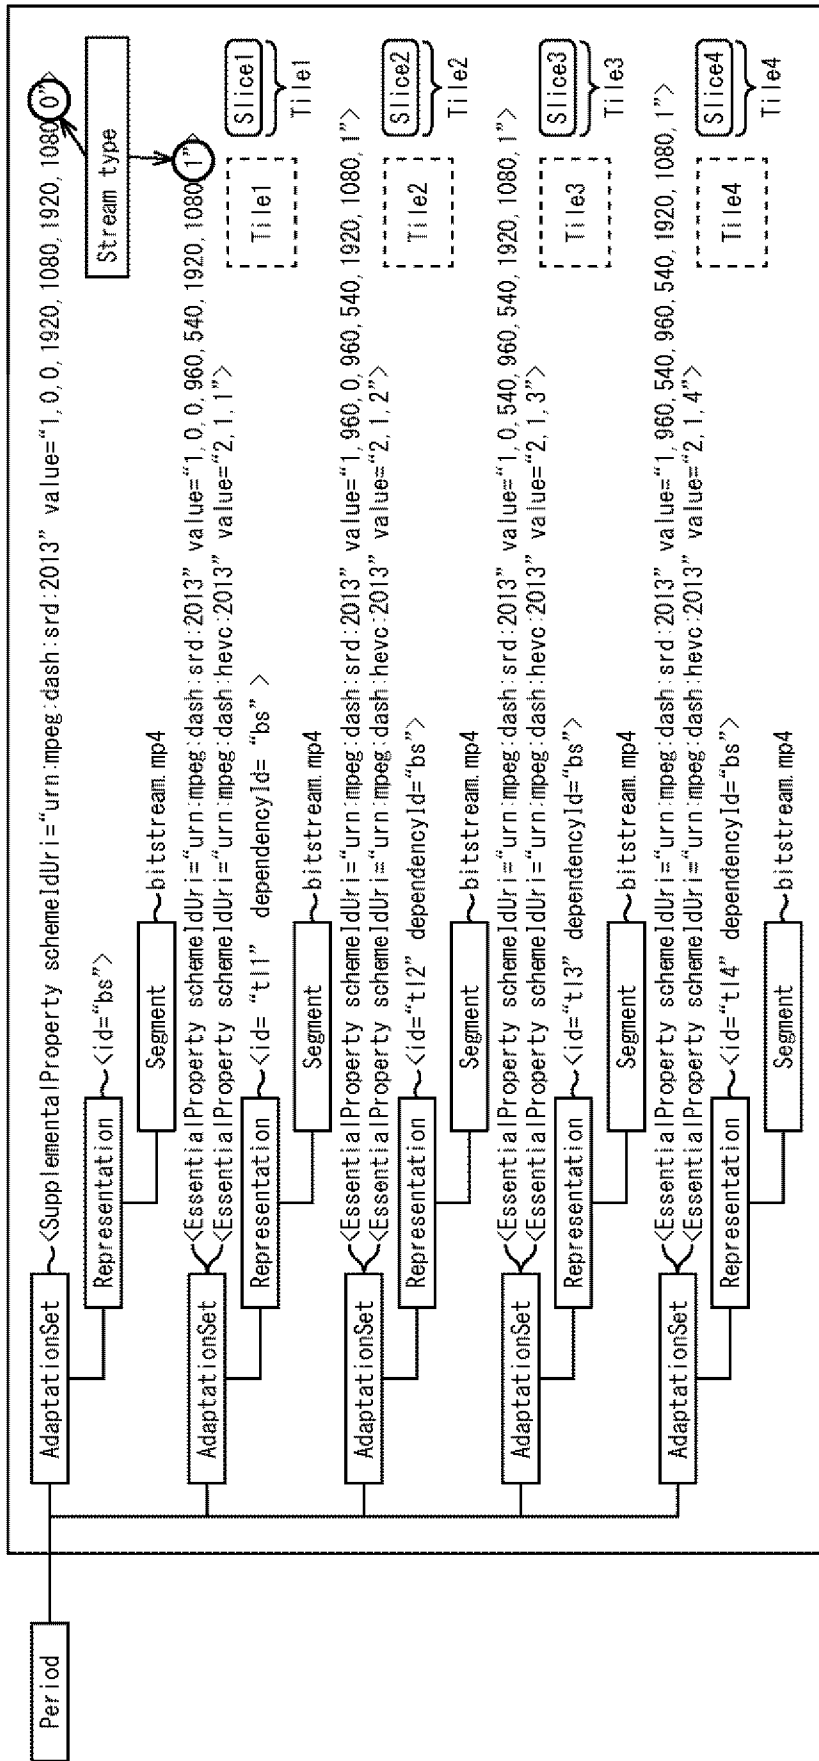 Period
AdaptationSet
<SupplementalProperty schemeIdUri=“urn:mpeg:dash:srd:2013” value=“1,0,0,1920,1080,1920,1080,0”>
Stream type
Representation
<id=“bs”>
Segment
bitstream.mp4
AdaptationSet
<EssentialProperty schemeIdUri=“urn:mpeg:dash:srd:2013” value=“1,0,0,960,540,1920,1080,1”>
<EssentialProperty schemeIdUri=“urn:mpeg:dash:hevc:2013” value=“2,1,1”>
Representation
<id= “tl1” dependencyId= “bs” >
Segment
bitstream.mp4
Tile1
Slice1
Tile1
AdaptationSet
<EssentialProperty schemeIdUri=“urn:mpeg:dash:srd:2013” value=“1,960,0,960,540,1920,1080,1”>
<EssentialProperty schemeIdUri=“urn:mpeg:dash:hevc:2013” value=“2,1,2”>
Representation
<id=“tl2” dependencyId=“bs”>
Segment
bitstream.mp4
Tile2
Slice2
Tile2
AdaptationSet
<EssentialProperty schemeIdUri=“urn:mpeg:dash:srd:2013” value=“1,0,540,960,540,1920,1080,1”>
<EssentialProperty schemeIdUri=“urn:mpeg:dash:hevc:2013” value=“2,1,3”>
Representation
<id=“tl3” dependencyId=“bs”>
Segment
bitstream.mp4
Tile3
Slice3
Tile3
AdaptationSet
<EssentialProperty schemeIdUri=“urn:mpeg:dash:srd:2013” value=“1,960,540,960,540,1920,1080,1”>
<EssentialProperty schemeIdUri=“urn:mpeg:dash:hevc:2013” value=“2,1,4”>
Representation
<id=“tl4” dependencyId=“bs”>
Segment
bitstream.mp4
Tile4
Slice4
Tile4